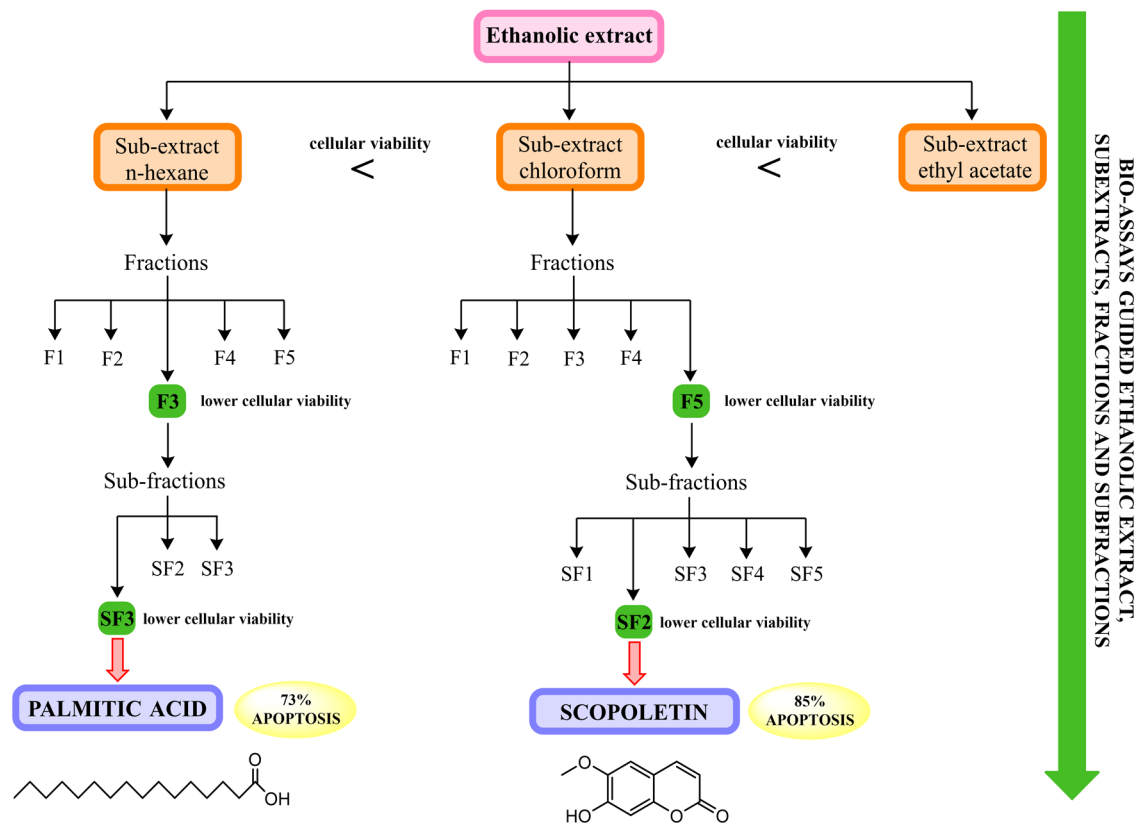 Ethanolic extract
Sub-extract
n-hexane
cellular viability
<
Sub-extract
chloroform
cellular viability
<
Sub-extract
ethyl acetate
Fractions
F1
F2
F4
F5
F3
lower cellular viability
Sub-fractions
SF2
SF3
SF3
lower cellular viability
PALMITIC ACID
73%
APOPTOSIS
O
OH
Fractions
F1
F2
F3
F4
F5
lower cellular viability
Sub-fractions
SF1
SF3
SF4
SF5
SF2
lower cellular viability
SCOPOLETIN
85%
APOPTOSIS
O
HO
O
O
BIO-ASSAYS GUIDED ETHANOLIC EXTRACT,
SUBEXTRACTS, FRACTIONS AND SUBFRACTIONS